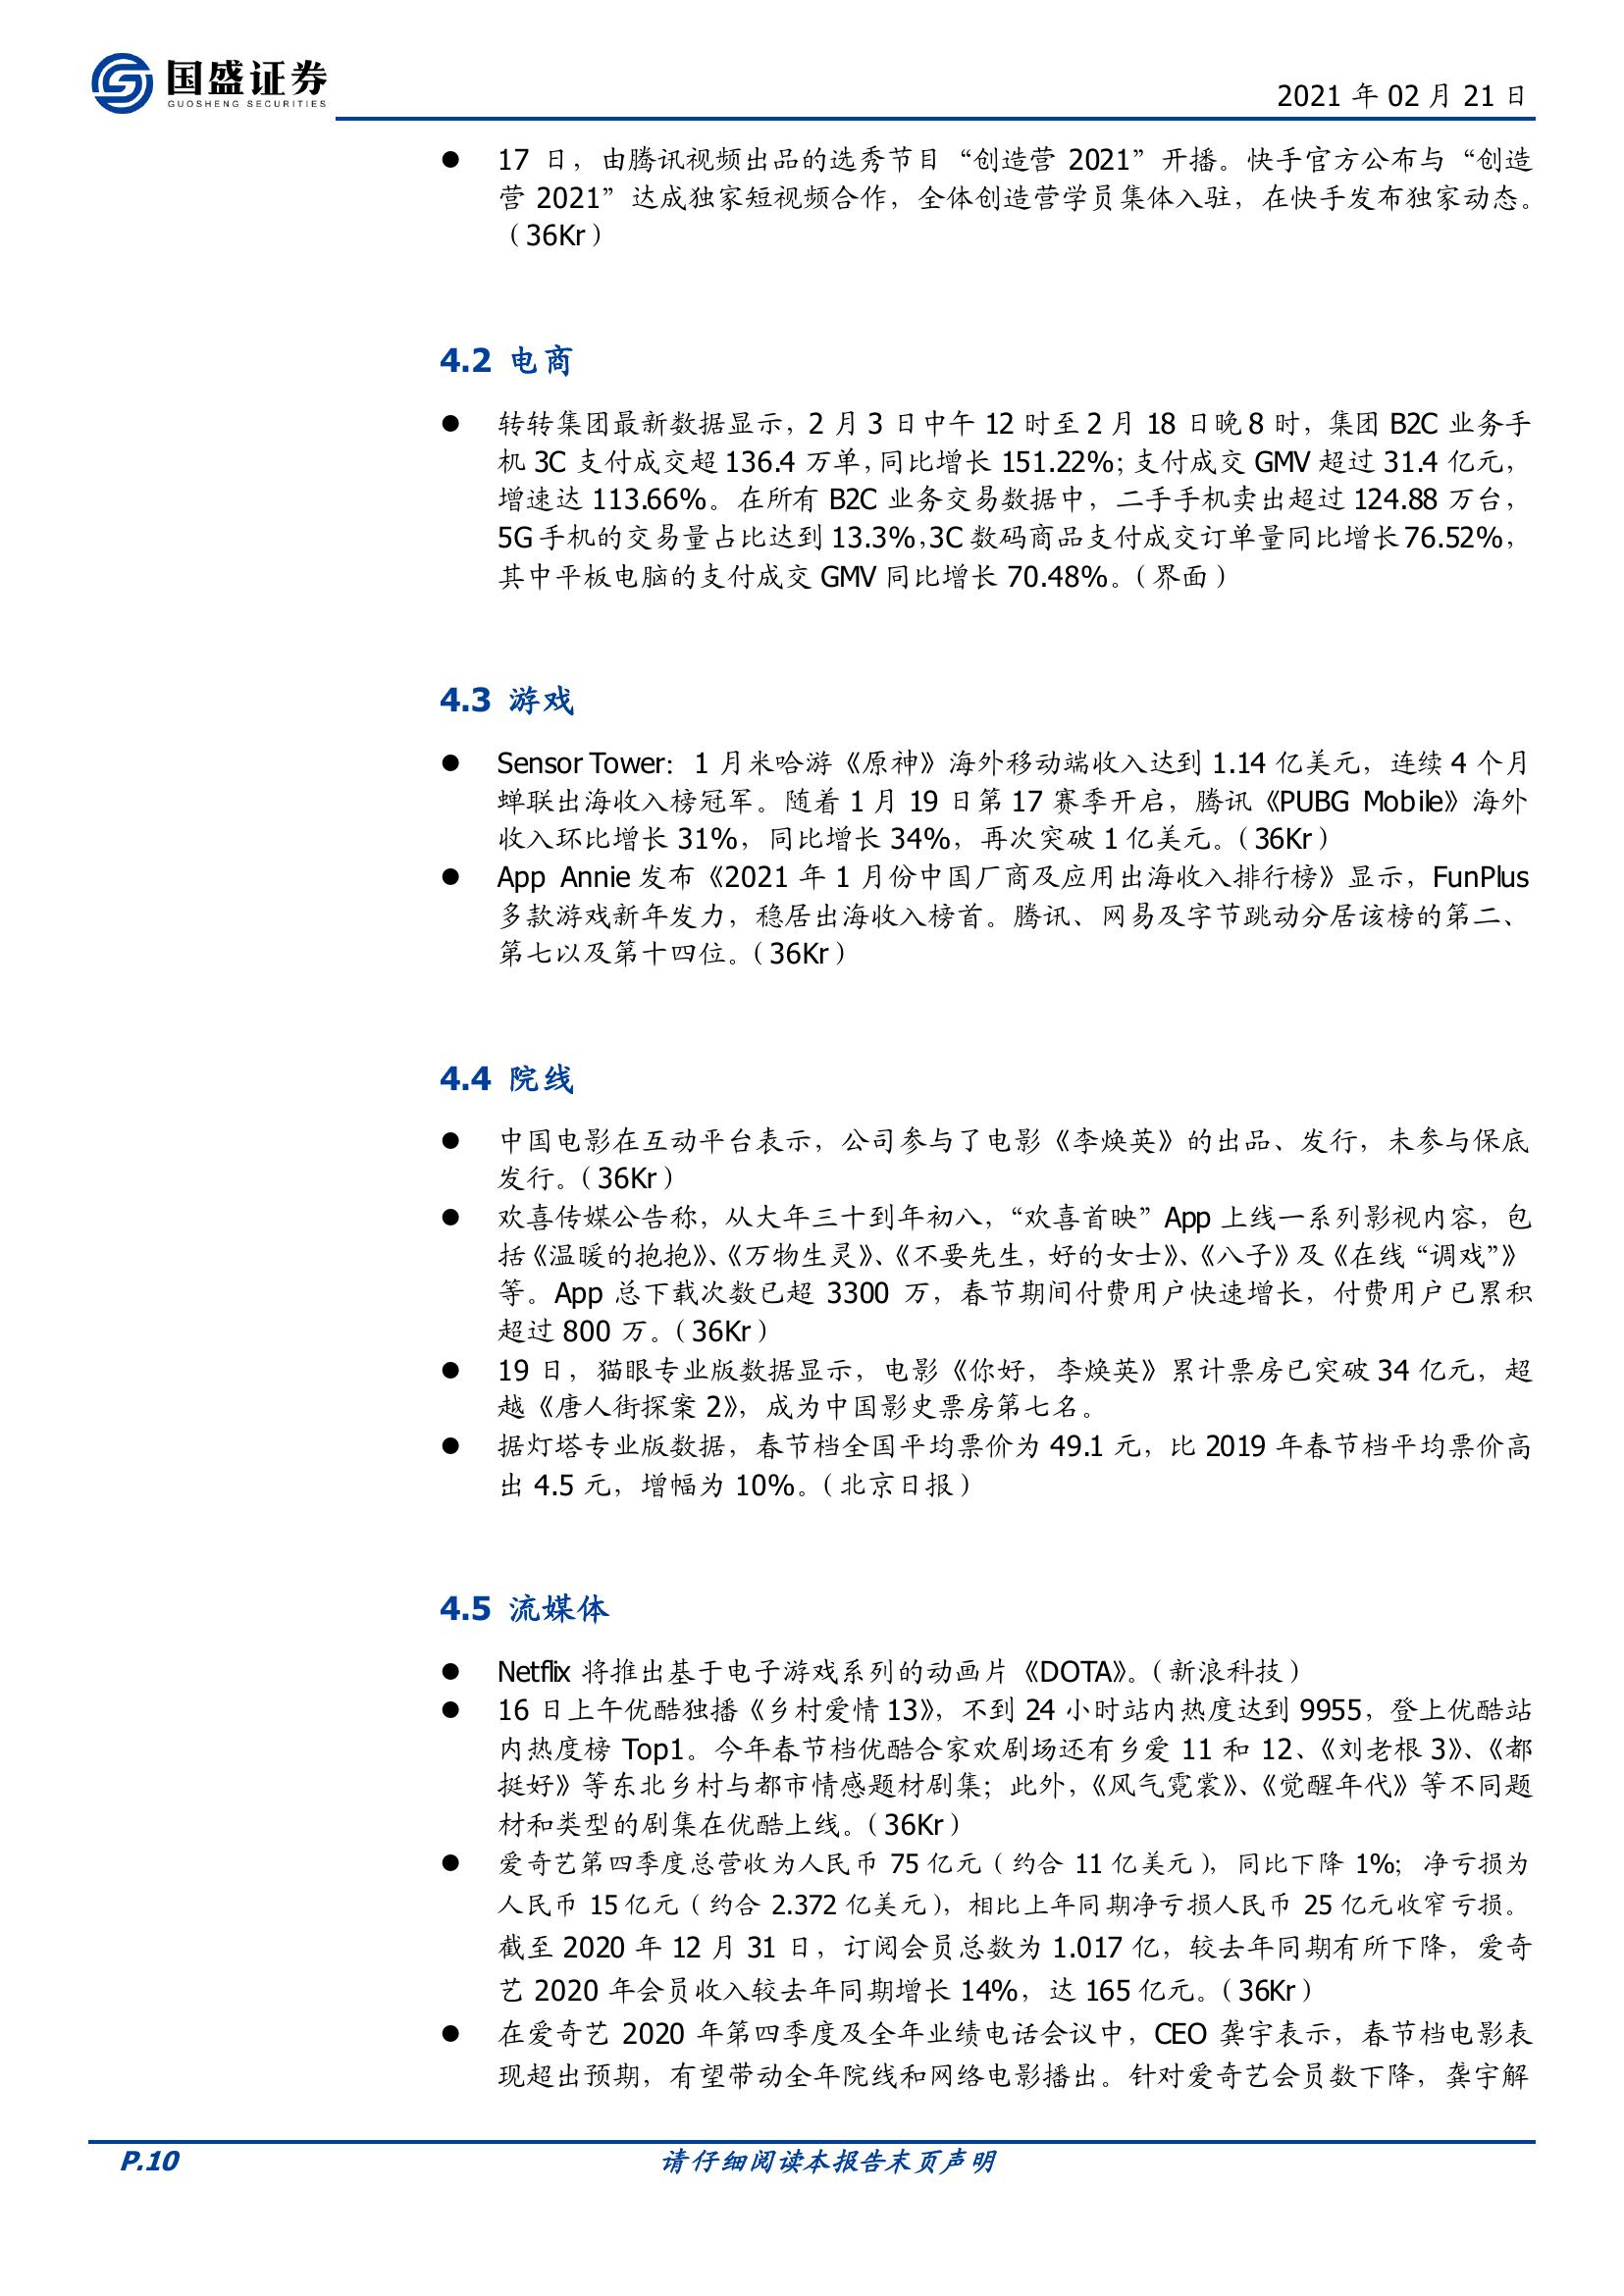 国盛证券
GUOSHENG SECURITIES
2021 年 02 月 21 日
● 17 日，由腾讯视频出品的选秀节目“创造营 2021”开播。快手官方公布与“创造
营 2021”达成独家短视频合作，全体创造营学员集体入驻，在快手发布独家动态。
（36Kr）
4.2 电商
● 转转集团最新数据显示，2 月 3 日中午 12 时至 2 月 18 日晚 8 时，集团 B2C 业务手
机 3C 支付成交超 136.4 万单，同比增长 151.22%；支付成交 GMV 超过 31.4 亿元，
增速达 113.66%。在所有 B2C 业务交易数据中，二手手机卖出超过 124.88 万台，
5G 手机的交易量占比达到 13.3%，3C 数码商品支付成交订单量同比增长 76.52%，
其中平板电脑的支付成交 GMV 同比增长 70.48%。（界面）
4.3 游戏
● Sensor Tower：1 月米哈游《原神》海外移动端收入达到 1.14 亿美元，连续 4 个月
蝉联出海收入榜冠军。随着 1 月 19 日第 17 赛季开启，腾讯《PUBG Mobile》海外
收入环比增长 31%，同比增长 34%，再次突破 1 亿美元。（36Kr）
● App Annie 发布《2021 年 1 月份中国厂商及应用出海收入排行榜》显示，FunPlus
多款游戏新年发力，稳居出海收入榜首。腾讯、网易及字节跳动分居该榜的第二、
第七以及第十四位。（36Kr）
4.4 院线
● 中国电影在互动平台表示，公司参与了电影《李焕英》的出品、发行，未参与保底
发行。（36Kr）
● 欢喜传媒公告称，从大年三十到年初八，“欢喜首映”App 上线一系列影视内容，包
括《温暖的抱抱》、《万物生灵》、《不要先生，好的女士》、《八子》及《在线“调戏”》
等。App 总下载次数已超 3300 万，春节期间付费用户快速增长，付费用户已累积
超过 800 万。（36Kr）
● 19 日，猫眼专业版数据显示，电影《你好，李焕英》累计票房已突破 34 亿元，超
越《唐人街探案 2》，成为中国影史票房第七名。
● 据灯塔专业版数据，春节档全国平均票价为 49.1 元，比 2019 年春节档平均票价高
出 4.5 元，增幅为 10%。（北京日报）
4.5 流媒体
● Netflix 将推出基于电子游戏系列的动画片《DOTA》。（新浪科技）
● 16 日上午优酷独播《乡村爱情 13》，不到 24 小时站内热度达到 9955，登上优酷站
内热度榜 Top1。今年春节档优酷合家欢剧场还有乡爱 11 和 12、《刘老根 3》、《都
挺好》等东北乡村与都市情感题材剧集；此外，《风气霓裳》、《觉醒年代》等不同题
材和类型的剧集在优酷上线。（36Kr）
● 爱奇艺第四季度总营收为人民币 75 亿元（约合 11 亿美元），同比下降 1%；净亏损为
人民币 15 亿元（约合 2.372 亿美元），相比上年同期净亏损人民币 25 亿元收窄亏损。
截至 2020 年 12 月 31 日，订阅会员总数为 1.017 亿，较去年同期有所下降，爱奇
艺 2020 年会员收入较去年同期增长 14%，达 165 亿元。（36Kr）
● 在爱奇艺 2020 年第四季度及全年业绩电话会议中，CEO 龚宇表示，春节档电影表
现超出预期，有望带动全年院线和网络电影播出。针对爱奇艺会员数下降，龚宇解
P.10
请仔细阅读本报告末页声明